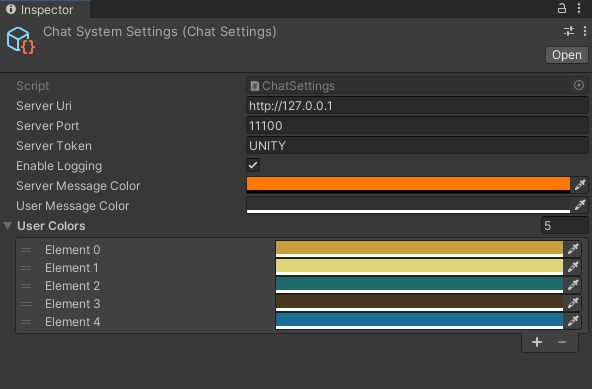 Inspector
Chat System Settings (Chat Settings)
Open
Script ChatSettings
Server Uri http://127.0.0.1
Server Port 11100
Server Token UNITY
Enable Logging
Server Message Color
User Message Color
User Colors 5
Element 0
Element 1
Element 2
Element 3
Element 4